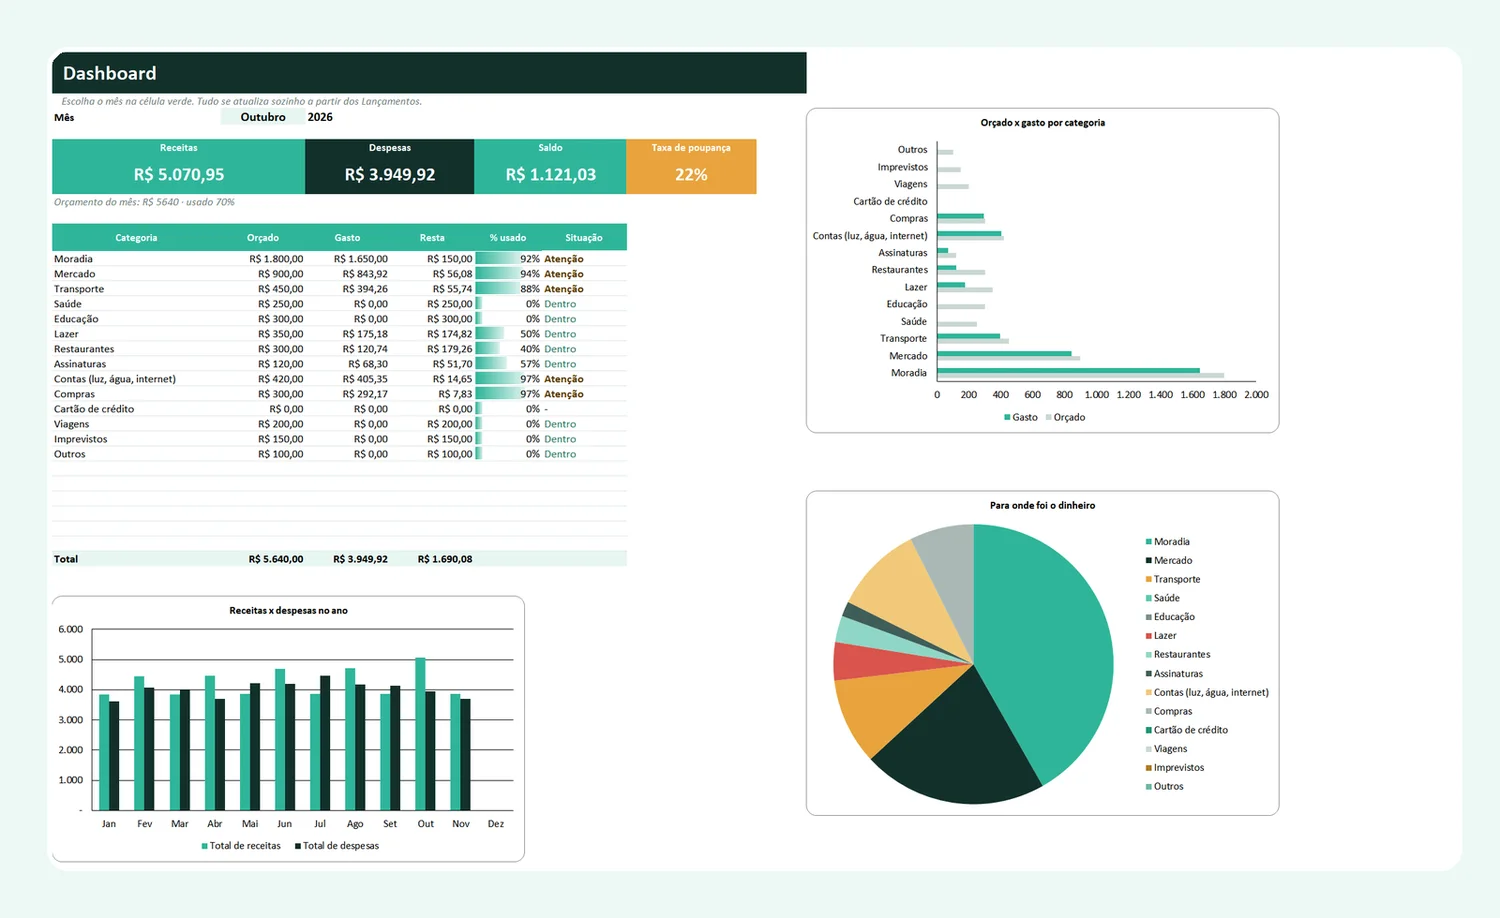 Dashboard
Escolha o mês na célula verde. Tudo se atualiza sozinho a partir dos Lançamentos.
Mês Outubro 2026
Receitas Despesas Saldo Taxa de poupança
R$ 5.070,95 R$ 3.949,92 R$ 1.121,03 22%
Orçamento do mês: R$ 5640 · usado 70%
Categoria Orçado Gasto Resta % usado Situação
Moradia R$ 1.800,00 R$ 1.650,00 R$ 150,00 92% Atenção
Mercado R$ 900,00 R$ 843,92 R$ 56,08 94% Atenção
Transporte R$ 450,00 R$ 394,26 R$ 55,74 88% Atenção
Saúde R$ 250,00 R$ 0,00 R$ 250,00 0% Dentro
Educação R$ 300,00 R$ 0,00 R$ 300,00 0% Dentro
Lazer R$ 350,00 R$ 175,18 R$ 174,82 50% Dentro
Restaurantes R$ 300,00 R$ 120,74 R$ 179,26 40% Dentro
Assinaturas R$ 120,00 R$ 68,30 R$ 51,70 57% Dentro
Contas (luz, água, internet) R$ 420,00 R$ 405,35 R$ 14,65 97% Atenção
Compras R$ 300,00 R$ 292,17 R$ 7,83 97% Atenção
Cartão de crédito R$ 0,00 R$ 0,00 R$ 0,00 0% -
Viagens R$ 200,00 R$ 0,00 R$ 200,00 0% Dentro
Imprevistos R$ 150,00 R$ 0,00 R$ 150,00 0% Dentro
Outros R$ 100,00 R$ 0,00 R$ 100,00 0% Dentro
Total R$ 5.640,00 R$ 3.949,92 R$ 1.690,08
Receitas x despesas no ano
6.000
5.000
4.000
3.000
2.000
1.000
-
Jan Fev Mar Abr Mai Jun Jul Ago Set Out Nov Dez
Total de receitas Total de despesas
Orçado x gasto por categoria
Outros
Imprevistos
Viagens
Cartão de crédito
Compras
Contas (luz, água, internet)
Assinaturas
Restaurantes
Lazer
Educação
Saúde
Transporte
Mercado
Moradia
0 200 400 600 800 1.000 1.200 1.400 1.600 1.800 2.000
Gasto Orçado
Para onde foi o dinheiro
Moradia
Mercado
Transporte
Saúde
Educação
Lazer
Restaurantes
Assinaturas
Contas (luz, água, internet)
Compras
Cartão de crédito
Viagens
Imprevistos
Outros